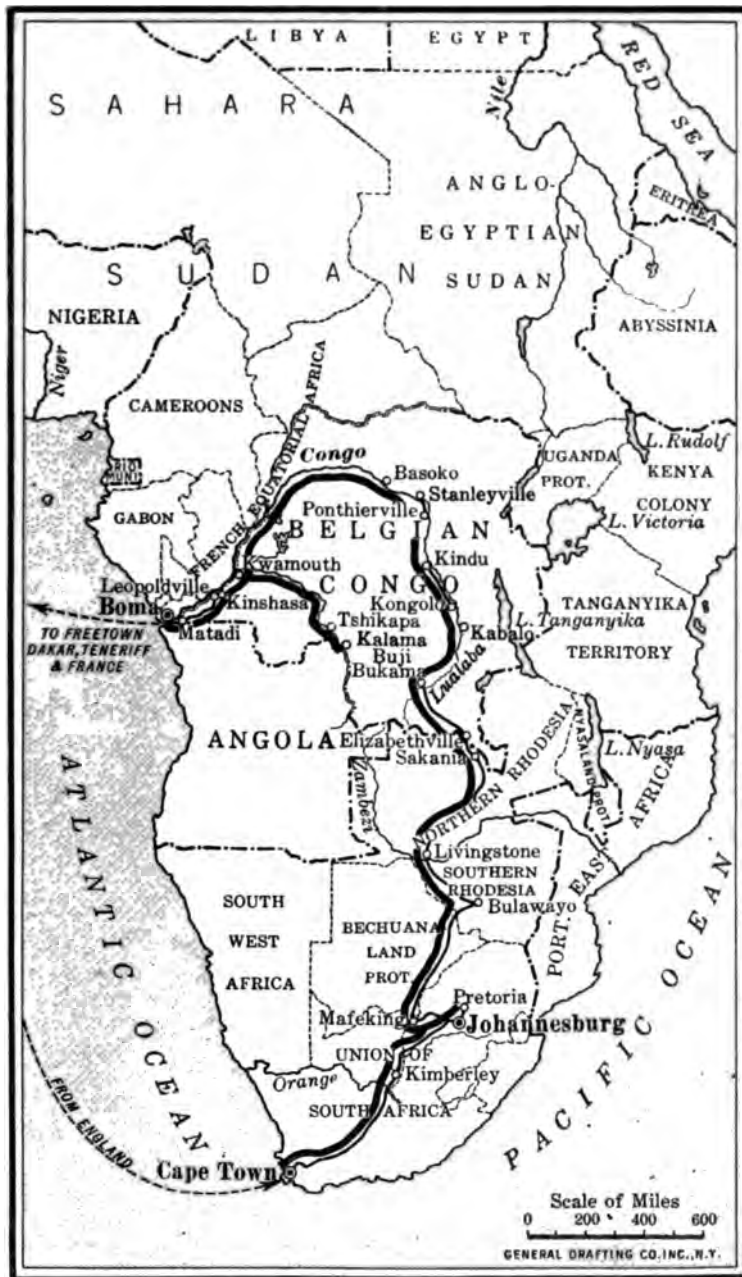 LIBYA
EGYPT
RED SEA
SAHARA
Nile
ANGLO
EGYPTIAN
SUDAN
ERITREA
SUDAN
NIGERIA
ABYSSINIA
Niger
CAMEROONS
FRENCH EQUATORIAL AFRICA
Congo
Basoko
UGANDA
PROT.
L. Rudolf
KENYA
COLONY
RIO
MUNI
Stanleyville
Ponthierville
GABON
BELGIAN
CONGO
L. Victoria
Kwamouth
Kindu
Leopoldville
Boma
Kinshasa
Kongolo
TANGANYIKA
TERRITORY
L. Tanganyika
Matadi
Tshikapa
Kabalo
TO FREETOWN
DAKAR, TENERIFF
& FRANCE
Kalama
Buji
Bukama
Lualaba
ANGOLA
Elizabethville
Sakania
NORTHERN RHODESIA
NYASALAND PROT.
L. Nyasa
Zambezi
ATLANTIC OCEAN
Livingstone
SOUTHERN
RHODESIA
Bulawayo
PORT. EAST AFRICA
SOUTH
WEST
AFRICA
BECHUANA
LAND
PROT.
Pretoria
Mafeking
Johannesburg
UNION OF
SOUTH AFRICA
Orange
Kimberley
FROM ENGLAND
Cape Town
PACIFIC OCEAN
Scale of Miles
0 200 400 600
GENERAL DRAFTING CO. INC., N.Y.